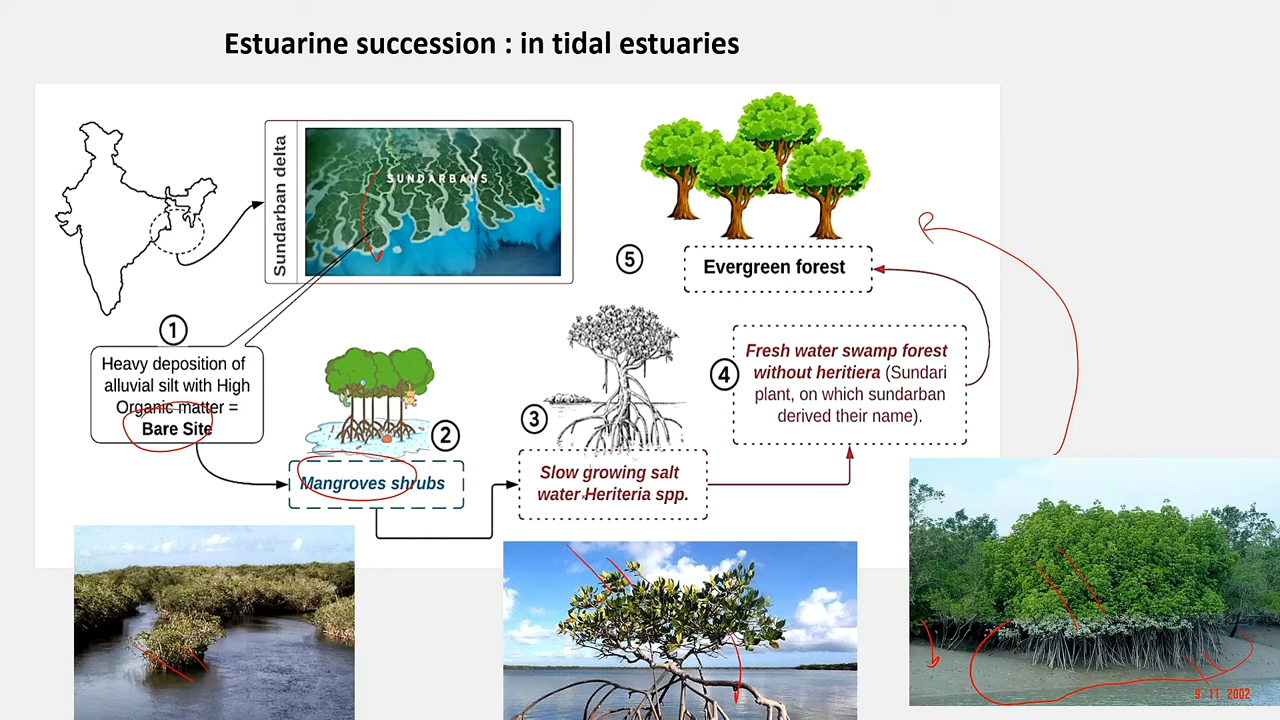 Estuarine succession : in tidal estuaries
Sundarban delta
SUNDARBANS
1
Heavy deposition of
alluvial silt with High
Organic matter =
Bare Site
2
Mangroves shrubs
3
Slow growing salt
water Heriteria spp.
4
Fresh water swamp forest
without heritiera (Sundari
plant, on which sundarban
derived their name).
5
Evergreen forest
9 11 2002